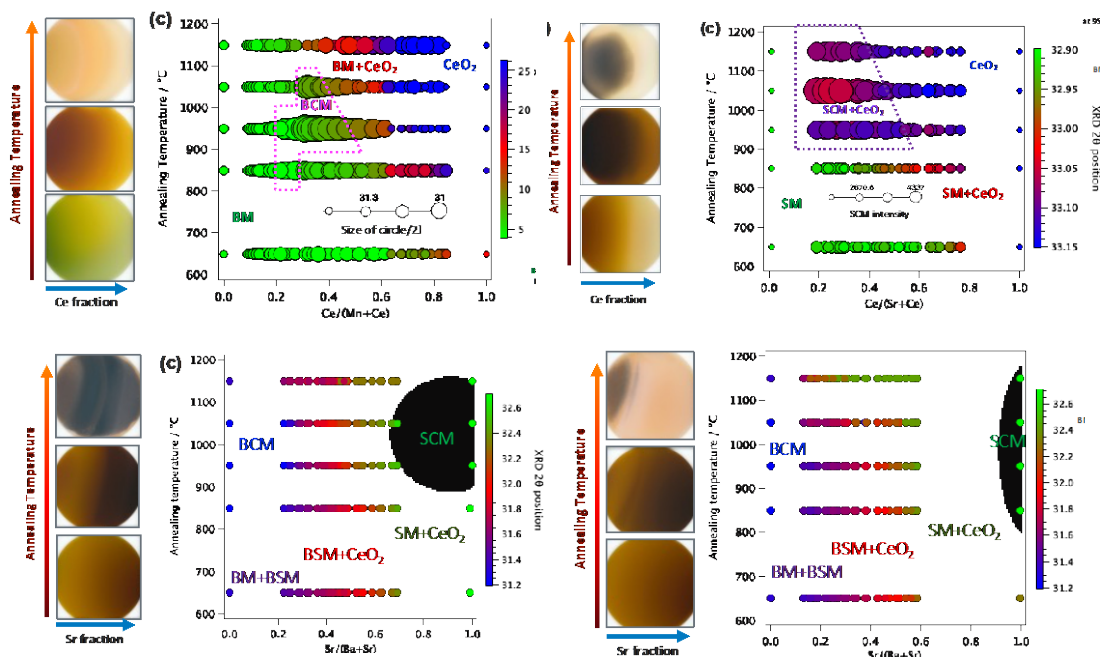 Annealing Temperature
Ce fraction
(c)
1200
1100
1000
900
800
700
600
Annealing Temperature / °C
BM+CeO2
CeO2
BCM
BM
31.3
31
Size of circle/2
0.0
0.2
0.4
0.6
0.8
1.0
Ce/(Mn+Ce)
25
20
15
10
5
Annealing Temperature
Ce fraction
(c)
1200
1100
1000
900
800
700
600
Annealing Temperature / °C
CeO2
SCM+CeO2
SM
SM+CeO2
2670.6
4337
SCM intensity
0.0
0.2
0.4
0.6
0.8
1.0
Ce/(Sr+Ce)
at 95
32.90
32.95
33.00
33.05
33.10
33.15
XRD 2θ position
Annealing Temperature
Sr fraction
(c)
1200
1100
1000
900
800
700
600
Annealing temperature / °C
BCM
SCM
SM+CeO2
BSM+CeO2
BM+BSM
0.0
0.2
0.4
0.6
0.8
1.0
Sr/(Ba+Sr)
32.6
32.4
32.2
32.0
31.8
31.6
31.4
31.2
XRD 2θ position
Annealing Temperature
Sr fraction
1200
1100
1000
900
800
700
600
Annealing temperature / °C
BCM
SCM
SM+CeO2
BSM+CeO2
BM+BSM
0.0
0.2
0.4
0.6
0.8
1.0
Sr/(Ba+Sr)
32.6
32.4
32.2
32.0
31.8
31.6
31.4
31.2